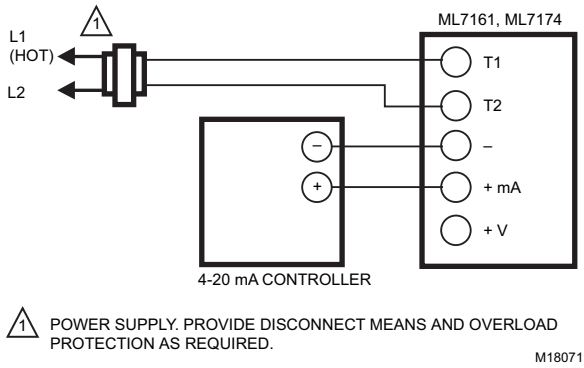 ML7161, ML7174
1
L1
(HOT)
L2
T1
T2
–
+ mA
+ V
–
+
4-20 mA CONTROLLER
1 POWER SUPPLY. PROVIDE DISCONNECT MEANS AND OVERLOAD
PROTECTION AS REQUIRED.
M18071